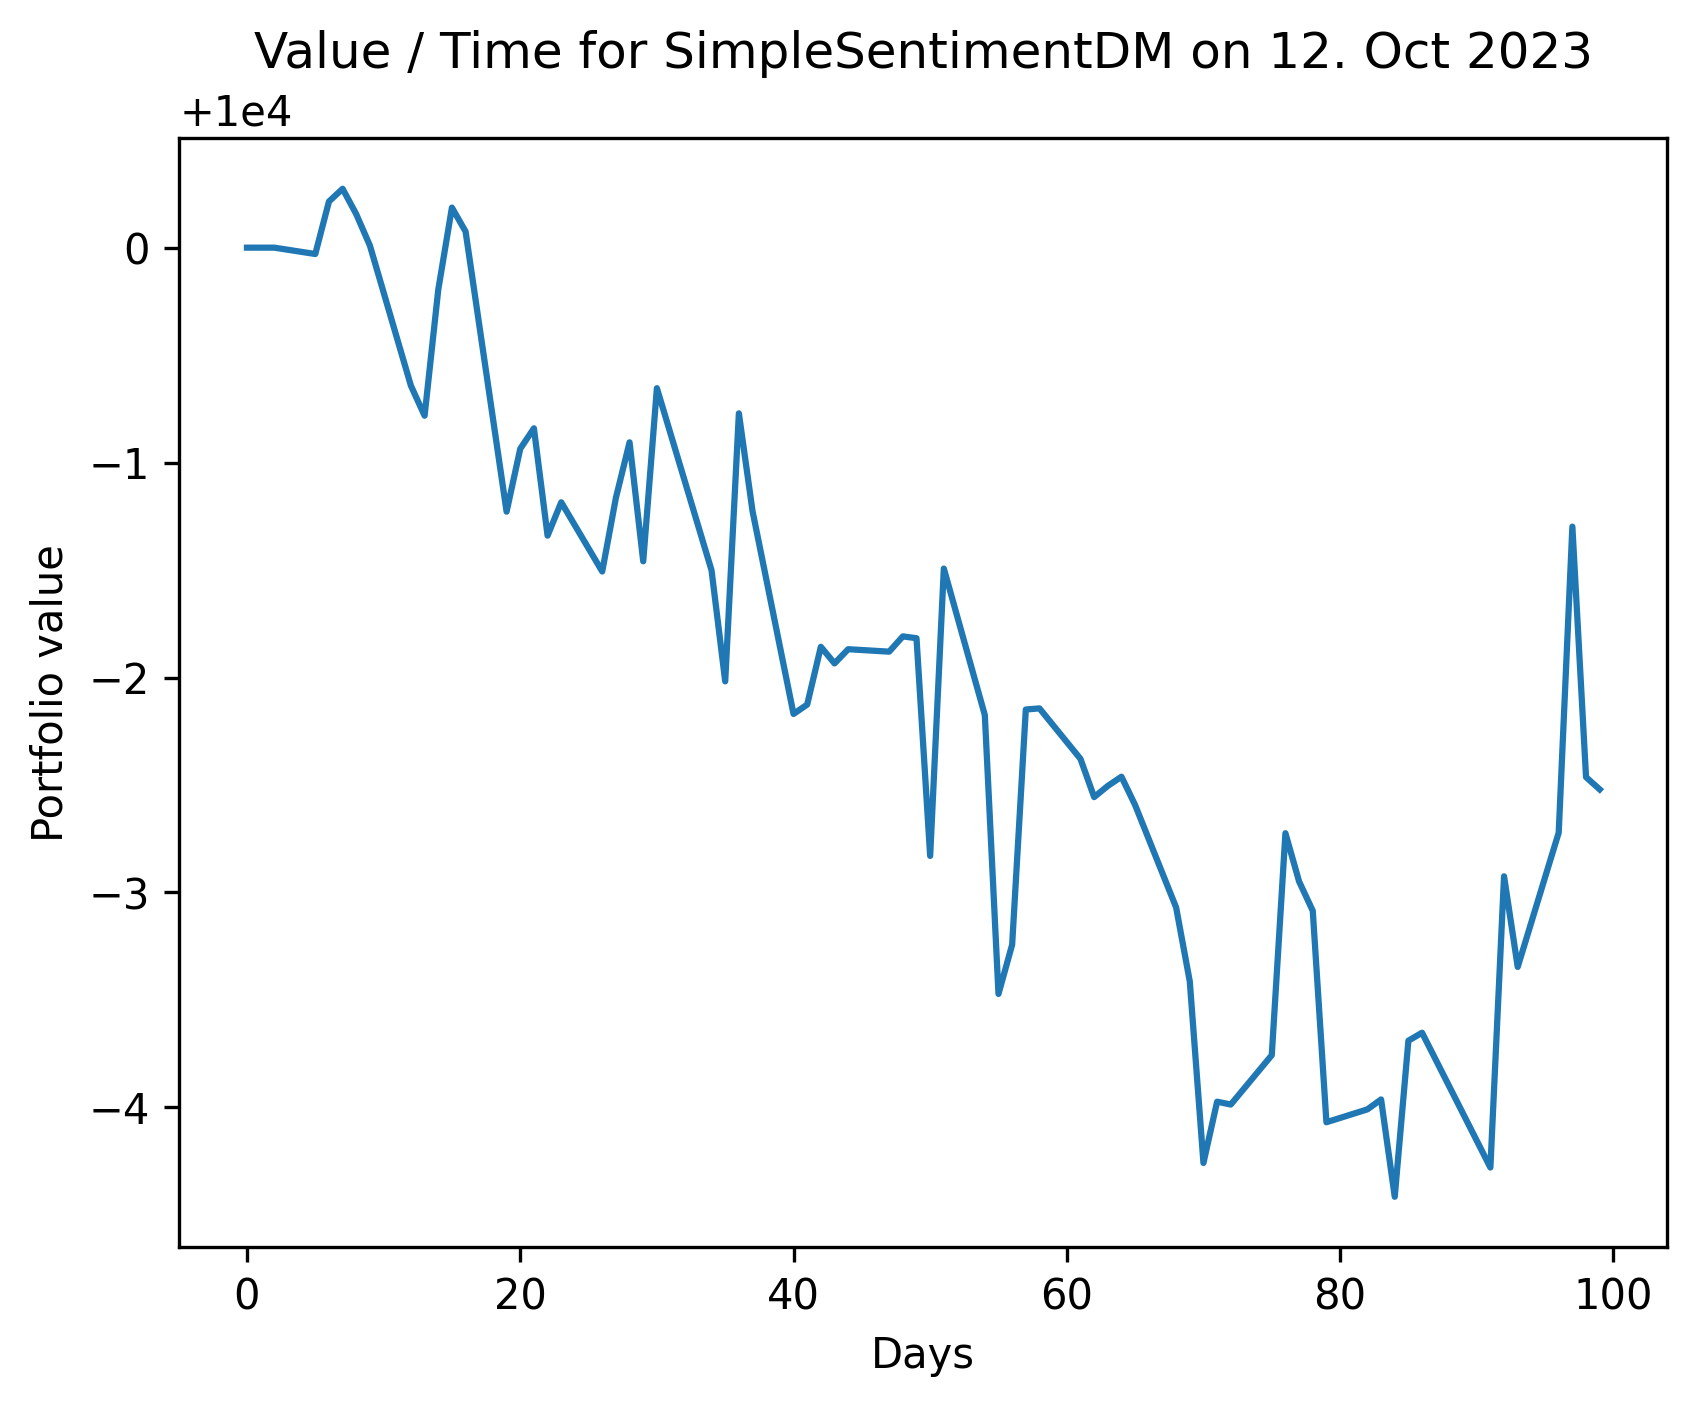 Value / Time for SimpleSentimentDM on 12. Oct 2023
+1e4
0
−1
−2
−3
−4
Portfolio value
0 20 40 60 80 100
Days